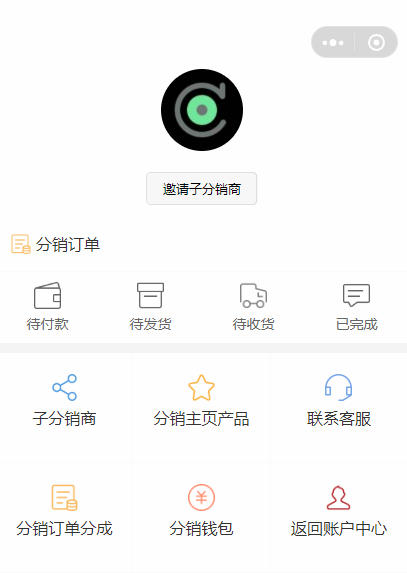 邀请子分销商
分销订单
待付款 待发货 待收货 已完成
子分销商 分销主页产品 联系客服
分销订单分成 分销钱包 返回账户中心